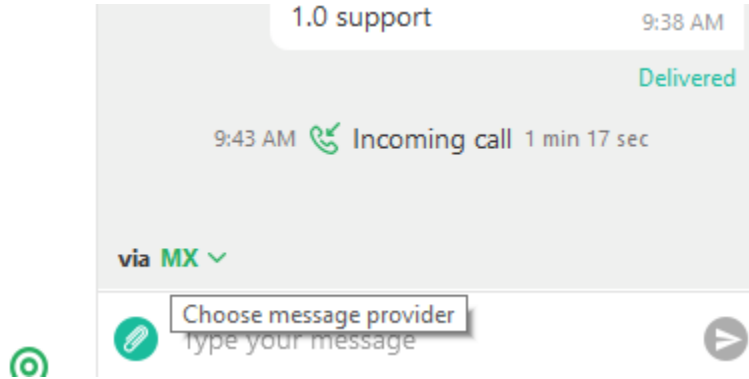 1.0 support
9:38 AM
Delivered
9:43 AM Incoming call 1 min 17 sec
via MX
Choose message provider
Type your message